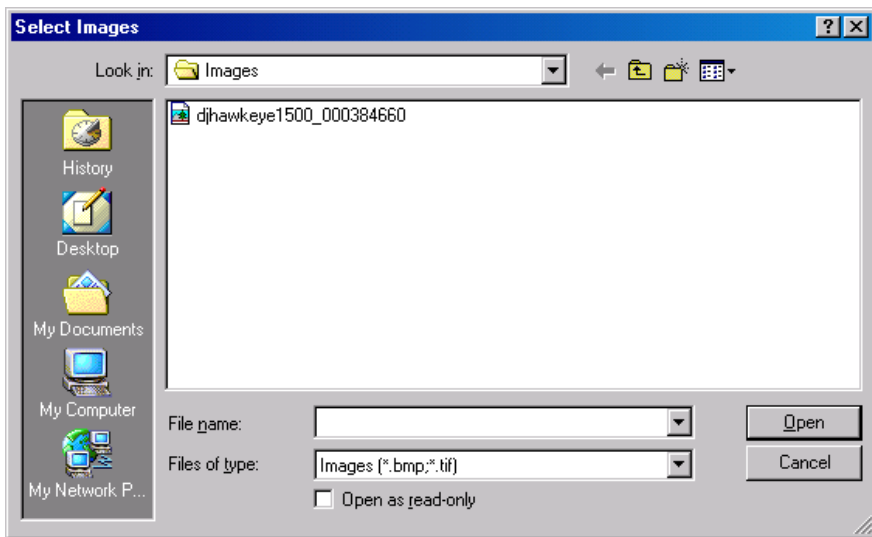 Select Images
Look in: Images
djhawkeye1500_000384660
History
Desktop
My Documents
My Computer
My Network P...
File name:
Open
Files of type: Images (*.bmp;*.tif)
Cancel
Open as read-only